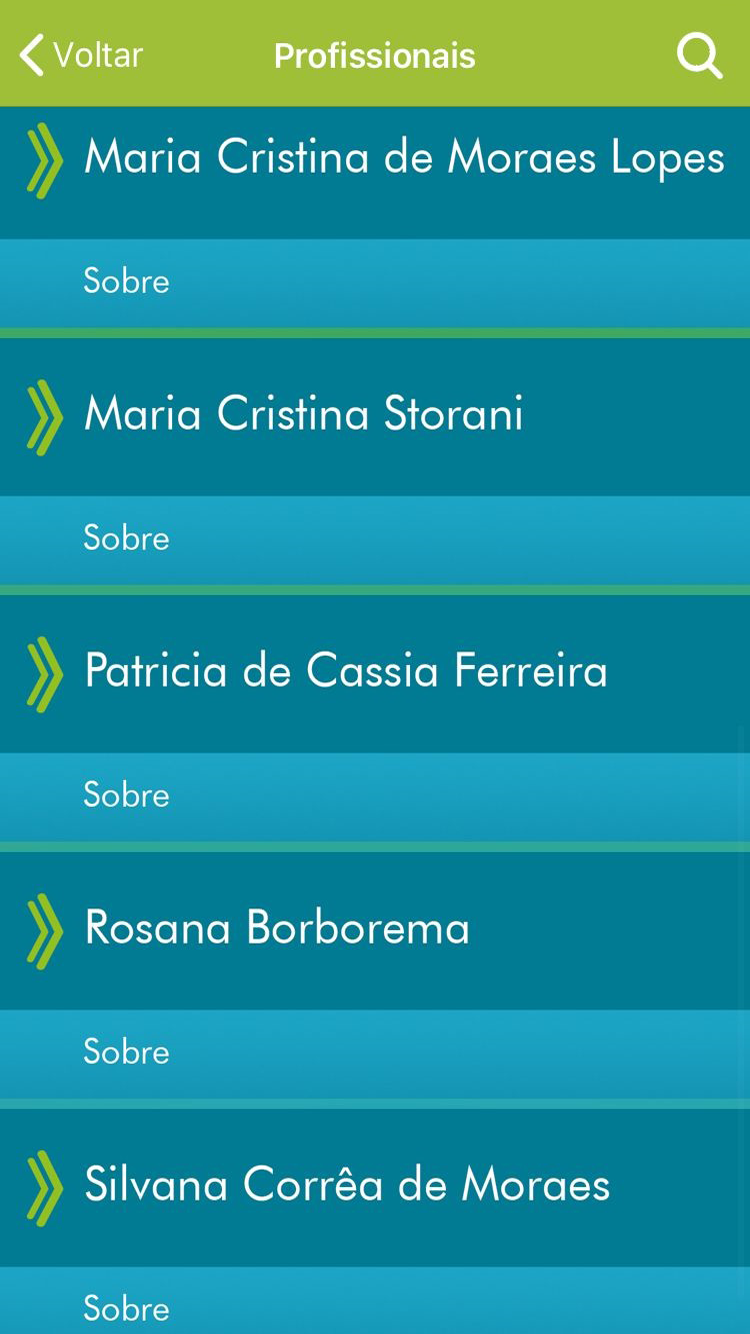 Voltar
Profissionais
Maria Cristina de Moraes Lopes
Sobre
Maria Cristina Storani
Sobre
Patricia de Cassia Ferreira
Sobre
Rosana Borborema
Sobre
Silvana Corrêa de Moraes
Sobre